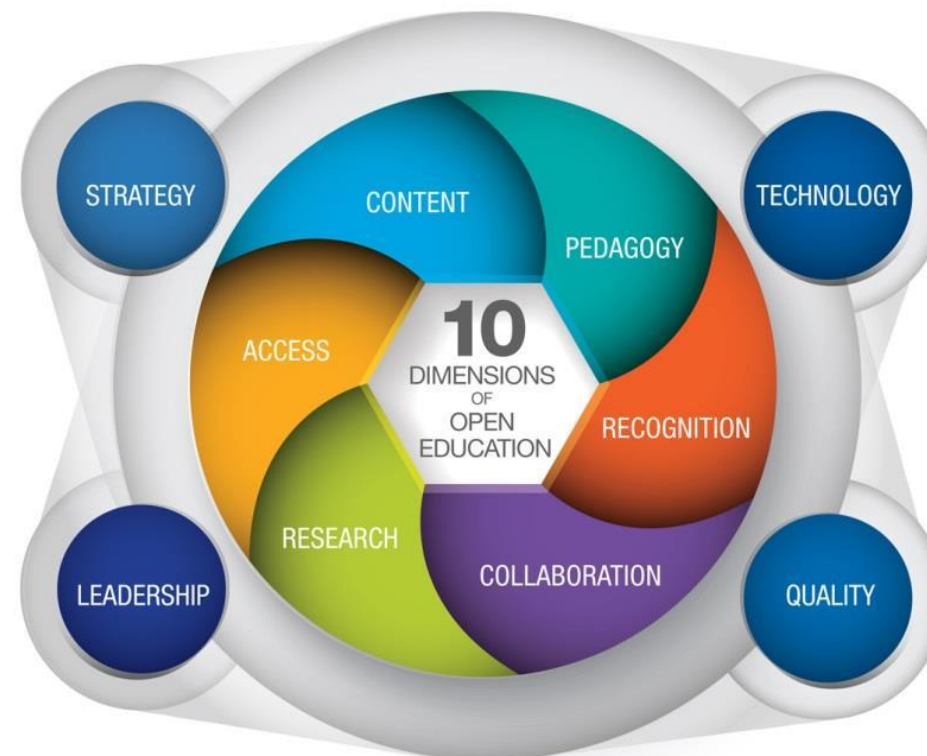 STRATEGY
CONTENT
PEDAGOGY
TECHNOLOGY
ACCESS
10
DIMENSIONS
OF
OPEN
EDUCATION
RECOGNITION
RESEARCH
COLLABORATION
LEADERSHIP
QUALITY